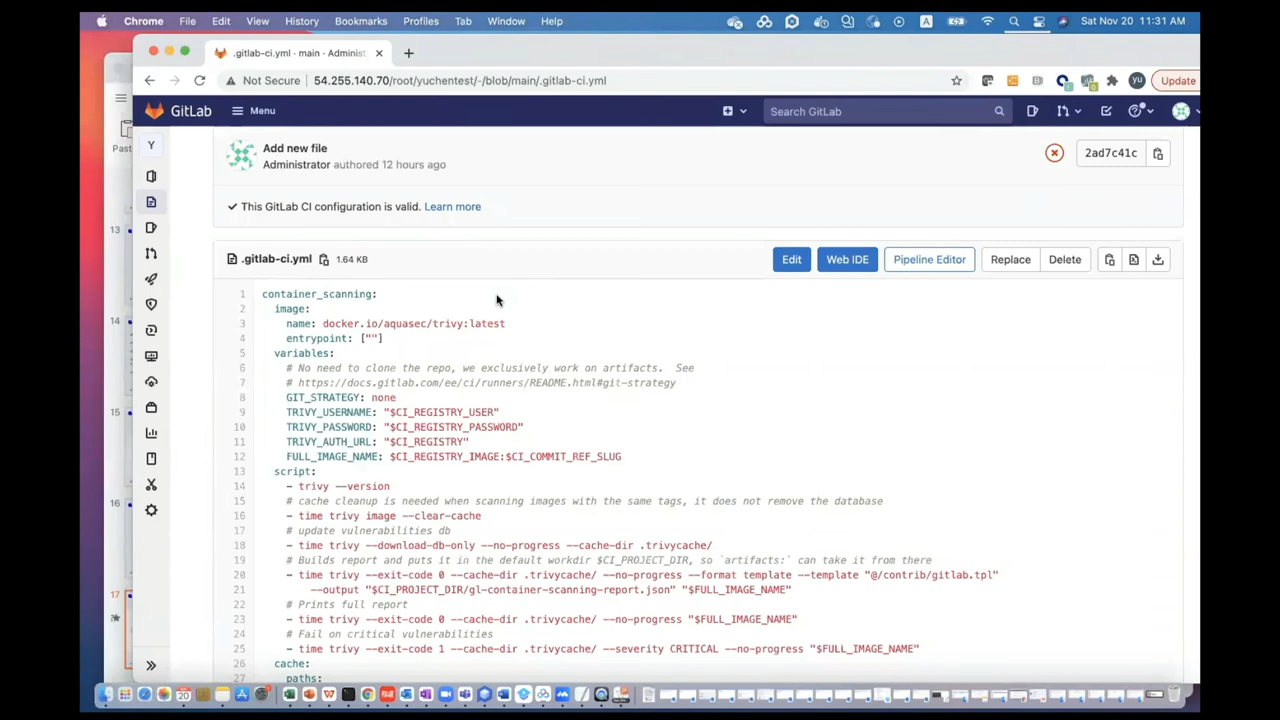 Chrome File Edit View History Bookmarks Profiles Tab Window Help A Sat Nov 20 11:31 AM
.gitlab-ci.yml · main · Administ
Not Secure 54.255.140.70/root/yuchentest/-/blob/main/.gitlab-ci.yml yu Update
GitLab Menu Search GitLab
Past
Y
Add new file
Administrator authored 12 hours ago
2ad7c41c
This GitLab CI configuration is valid. Learn more
.gitlab-ci.yml 1.64 KB Edit Web IDE Pipeline Editor Replace Delete
13
14
15
16
17
1 container_scanning:
2 image:
3 name: docker.io/aquasec/trivy:latest
4 entrypoint: [""]
5 variables:
6 # No need to clone the repo, we exclusively work on artifacts. See
7 # https://docs.gitlab.com/ee/ci/runners/README.html#git-strategy
8 GIT_STRATEGY: none
9 TRIVY_USERNAME: "$CI_REGISTRY_USER"
10 TRIVY_PASSWORD: "$CI_REGISTRY_PASSWORD"
11 TRIVY_AUTH_URL: "$CI_REGISTRY"
12 FULL_IMAGE_NAME: $CI_REGISTRY_IMAGE:$CI_COMMIT_REF_SLUG
13 script:
14 - trivy --version
15 # cache cleanup is needed when scanning images with the same tags, it does not remove the database
16 - time trivy image --clear-cache
17 # update vulnerabilities db
18 - time trivy --download-db-only --no-progress --cache-dir .trivycache/
19 # Builds report and puts it in the default workdir $CI_PROJECT_DIR, so `artifacts:` can take it from there
20 - time trivy --exit-code 0 --cache-dir .trivycache/ --no-progress --format template --template "@/contrib/gitlab.tpl"
21 --output "$CI_PROJECT_DIR/gl-container-scanning-report.json" "$FULL_IMAGE_NAME"
22 # Prints full report
23 - time trivy --exit-code 0 --cache-dir .trivycache/ --no-progress "$FULL_IMAGE_NAME"
24 # Fail on critical vulnerabilities
25 - time trivy --exit-code 1 --cache-dir .trivycache/ --severity CRITICAL --no-progress "$FULL_IMAGE_NAME"
26 cache:
27 paths: